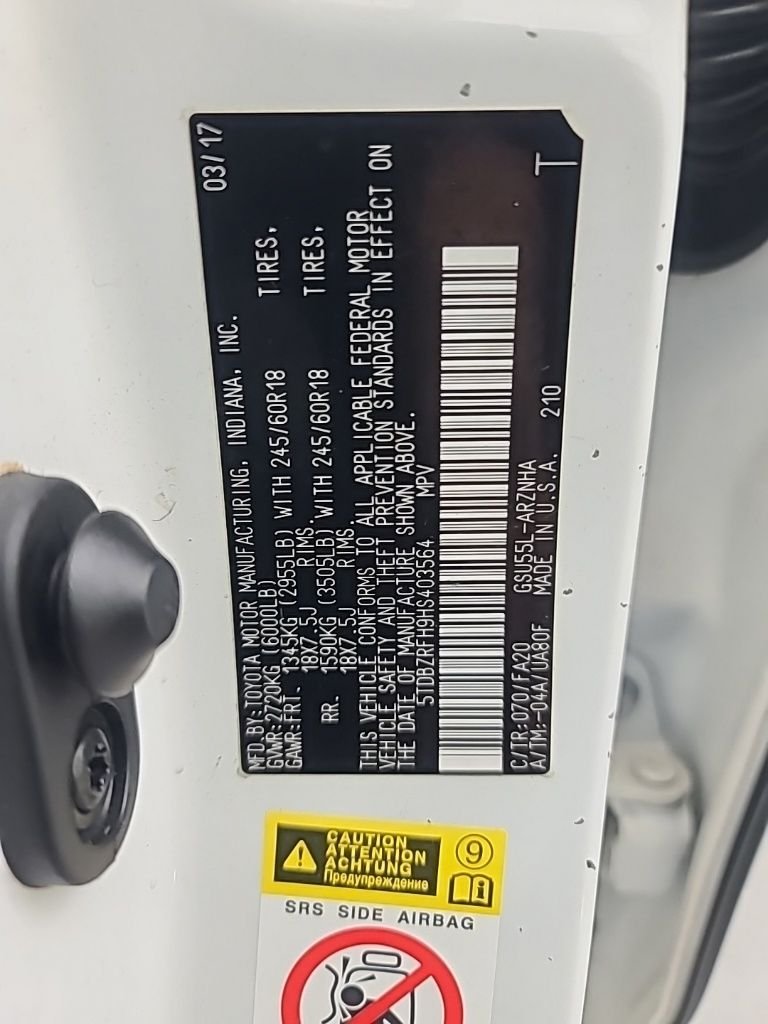 MFD.BY:TOYOTA MOTOR MANUFACTURING, INDIANA, INC. 03/17
GVWR:2720KG (6000LB)
GAWR:FRT. 1345KG (2955LB) WITH 245/60R18 TIRES,
18X7.5J RIMS.
RR. 1590KG (3505LB) WITH 245/60R18 TIRES,
18X7.5J RIMS.
THIS VEHICLE CONFORMS TO ALL APPLICABLE FEDERAL MOTOR
VEHICLE SAFETY AND THEFT PREVENTION STANDARDS IN EFFECT ON
THE DATE OF MANUFACTURE SHOWN ABOVE.
5TDBZRFH9HS403564 MPV
C/TR:070/FA20 GSU55L-ARZNHA
A/TM:-04A/UA80F MADE IN U.S.A. 210
T
CAUTION
ATTENTION
ACHTUNG
Предупреждение
9
i
SRS SIDE AIRBAG